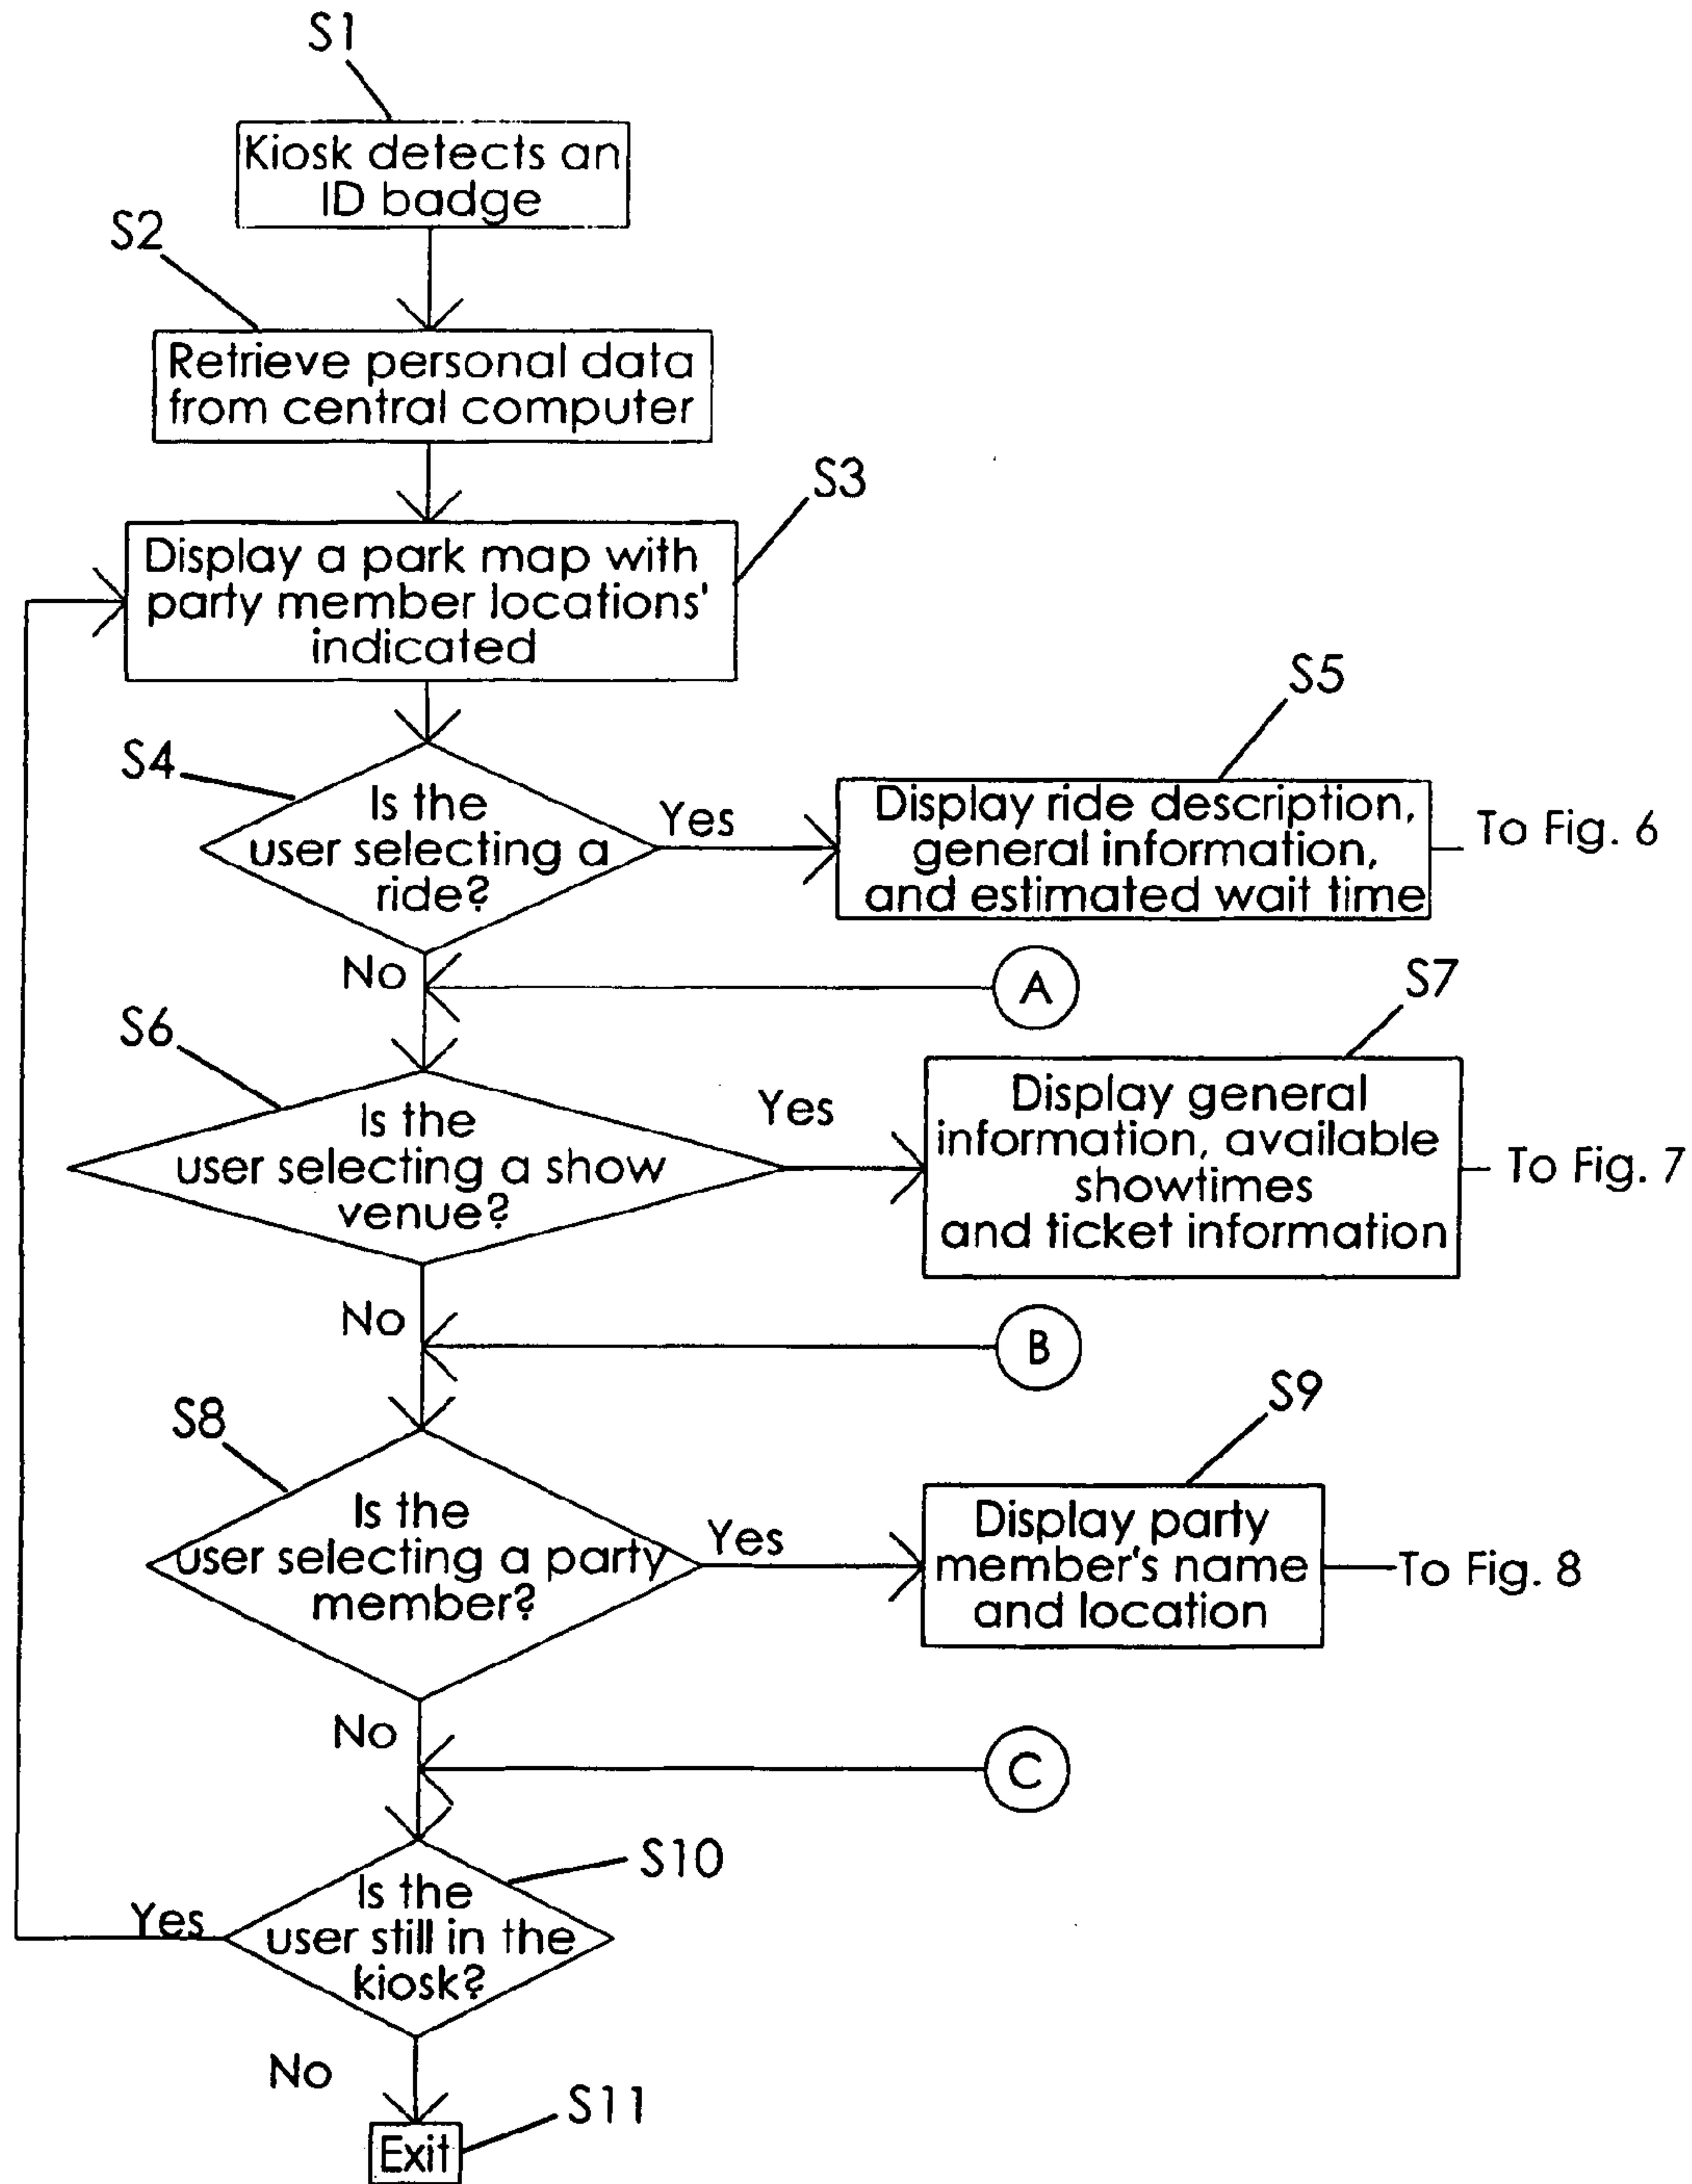 S1
Kiosk detects an
ID badge
S2
Retrieve personal data
from central computer
S3
Display a park map with
party member locations'
indicated
S4
Is the
user selecting a
ride?
Yes
S5
Display ride description,
general information,
and estimated wait time
To Fig. 6
No
A
S6
Is the
user selecting a show
venue?
Yes
S7
Display general
information, available
showtimes
and ticket information
To Fig. 7
No
B
S8
Is the
user selecting a party
member?
Yes
S9
Display party
member's name
and location
To Fig. 8
No
C
S10
Is the
user still in the
kiosk?
Yes
No
S11
Exit